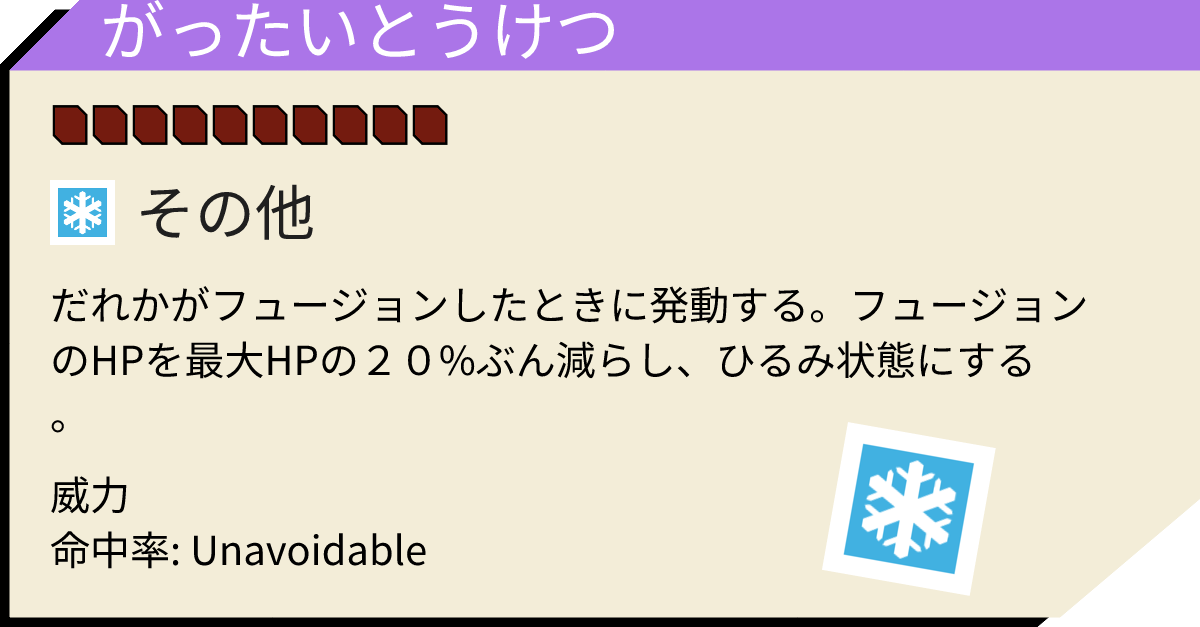 がったいとうけつ
その他
だれかがフュージョンしたときに発動する。フュージョン
のHPを最大HPの２０%ぶん減らし、ひるみ状態にする
。
威力
命中率: Unavoidable